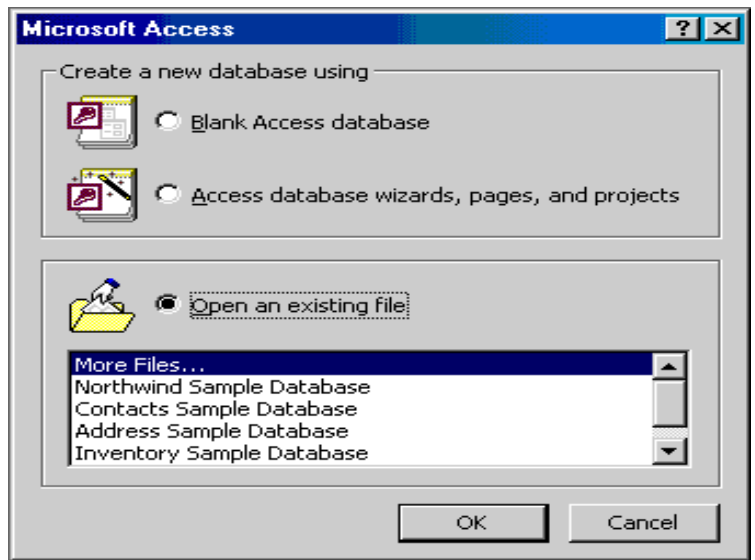 Microsoft Access
Create a new database using
Blank Access database
Access database wizards, pages, and projects
Open an existing file
More Files...
Northwind Sample Database
Contacts Sample Database
Address Sample Database
Inventory Sample Database
OK Cancel